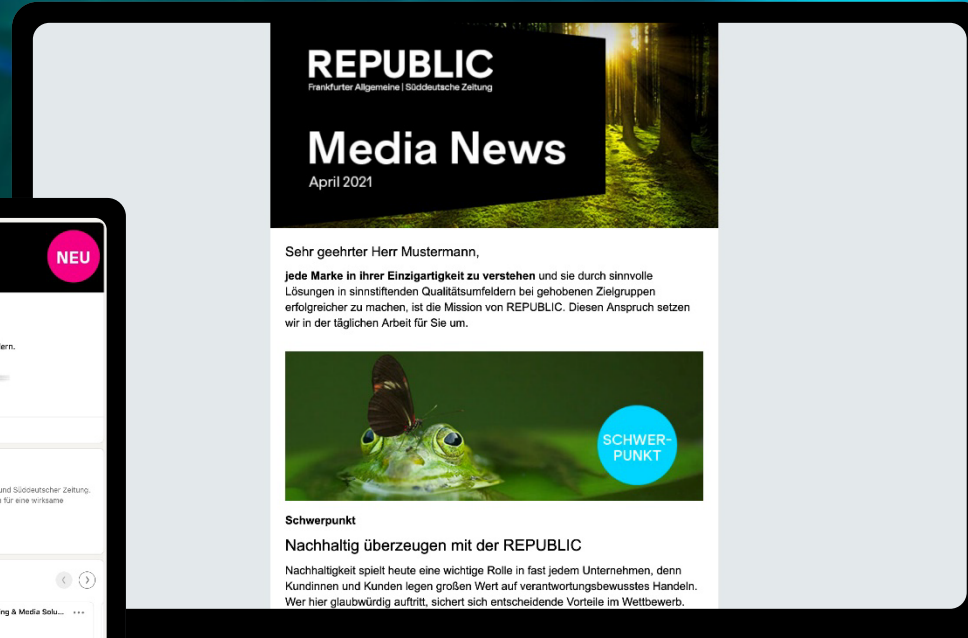 REPUBLIC
Frankfurter Allgemeine | Süddeutsche Zeitung
Media News
April 2021
Sehr geehrter Herr Mustermann,
jede Marke in ihrer Einzigartigkeit zu verstehen und sie durch sinnvolle
Lösungen in sinnstiftenden Qualitätsumfeldern bei gehobenen Zielgruppen
erfolgreicher zu machen, ist die Mission von REPUBLIC. Diesen Anspruch setzen
wir in der täglichen Arbeit für Sie um.
SCHWER-
PUNKT
Schwerpunkt
Nachhaltig überzeugen mit der REPUBLIC
Nachhaltigkeit spielt heute eine wichtige Rolle in fast jedem Unternehmen, denn
Kundinnen und Kunden legen großen Wert auf verantwortungsbewusstes Handeln.
Wer hier glaubwürdig auftritt, sichert sich entscheidende Vorteile im Wettbewerb.
NEU
und Süddeutscher Zeitung.
für eine wirksame
& Media Solu...